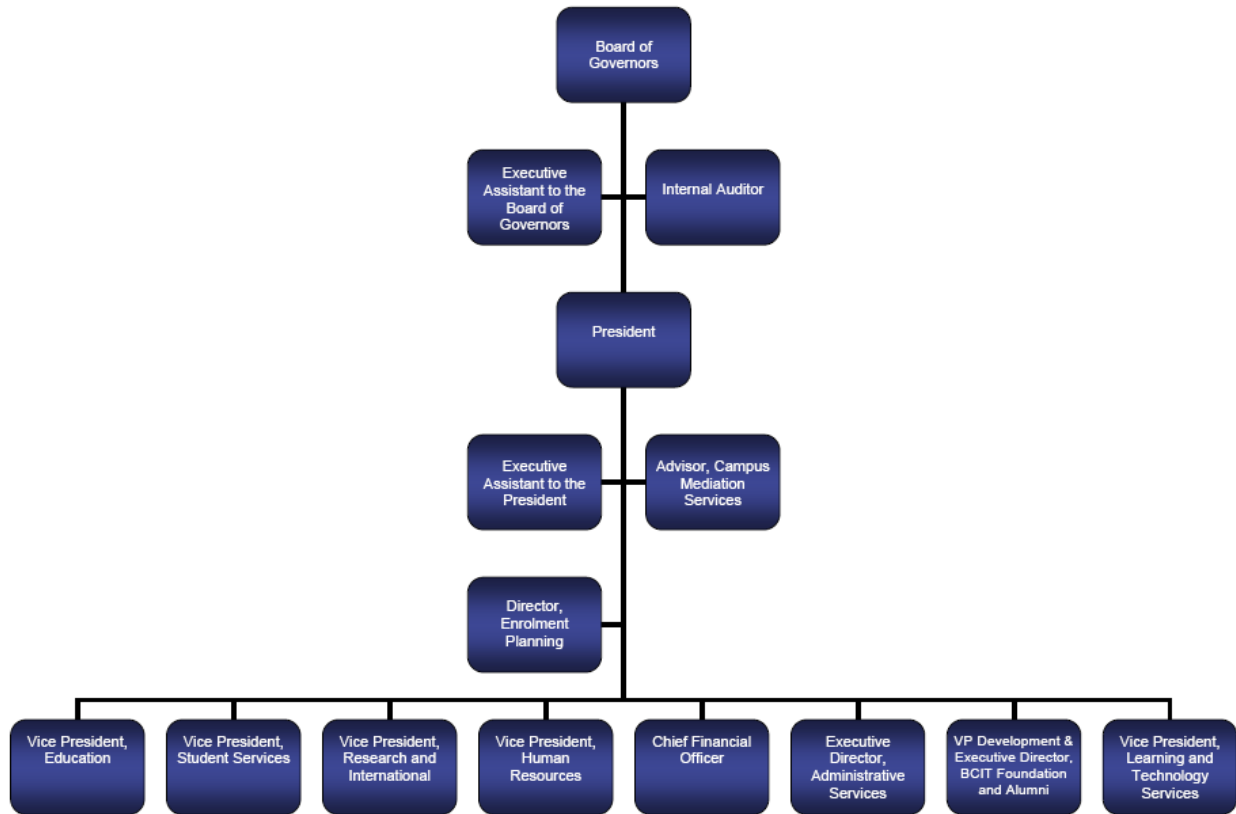 Board of
Governors
Executive
Assistant to the
Board of
Governors
Internal Auditor
President
Executive
Assistant to the
President
Advisor, Campus
Mediation
Services
Director,
Enrolment
Planning
Vice President,
Education
Vice President,
Student Services
Vice President,
Research and
International
Vice President,
Human
Resources
Chief Financial
Officer
Executive
Director,
Administrative
Services
VP Development &
Executive Director,
BCIT Foundation
and Alumni
Vice President,
Learning and
Technology
Services